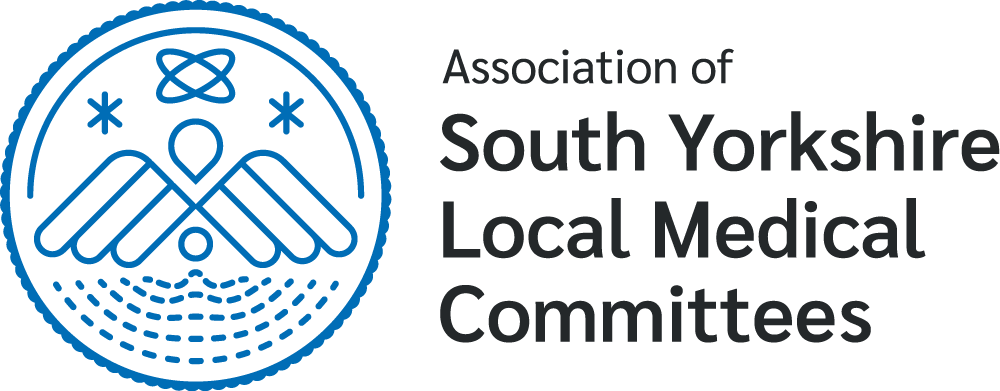 Association of
South Yorkshire
Local Medical
Committees